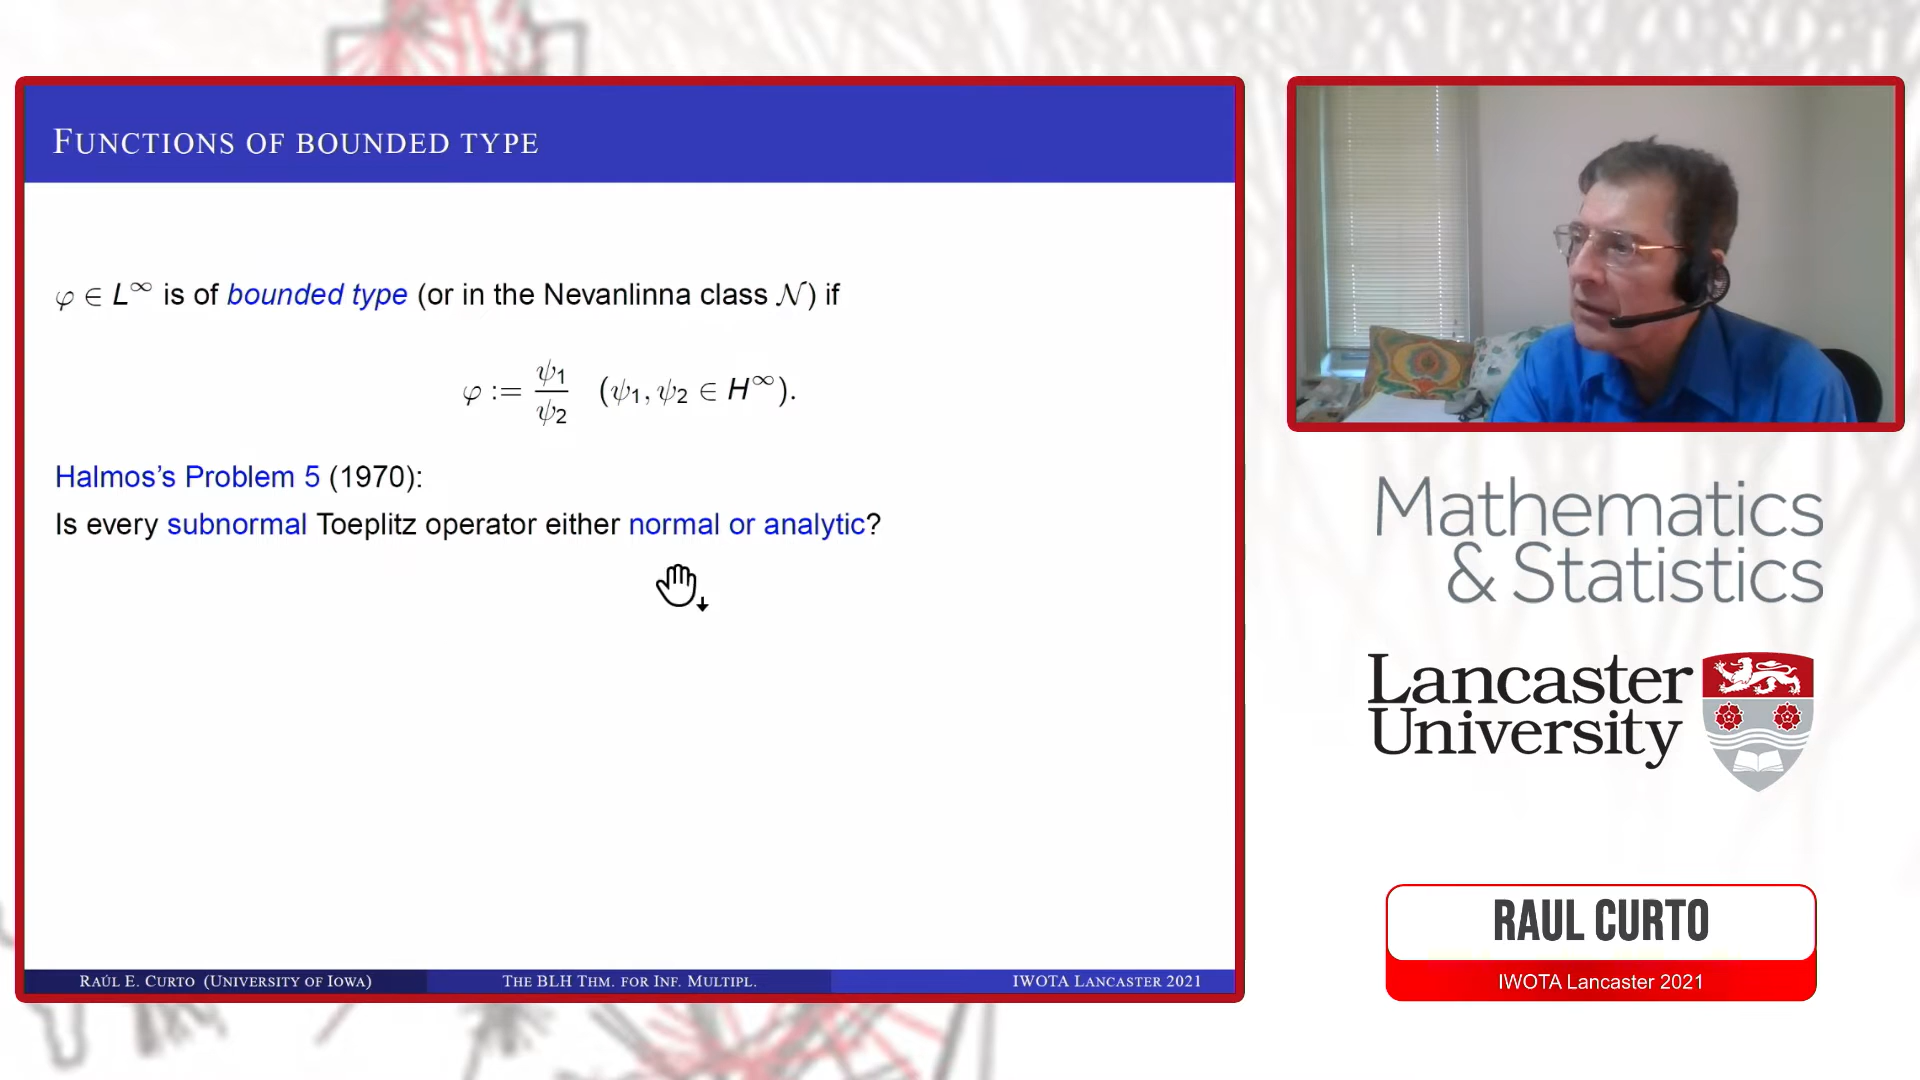 FUNCTIONS OF BOUNDED TYPE
φ ∈ L^∞ is of bounded type (or in the Nevanlinna class 𝒩) if
φ := ψ₁/ψ₂ (ψ₁, ψ₂ ∈ H^∞).
Halmos's Problem 5 (1970):
Is every subnormal Toeplitz operator either normal or analytic?
RAÚL E. CURTO (UNIVERSITY OF IOWA)
THE BLH THM. FOR INF. MULTIPL.
IWOTA LANCASTER 2021
Mathematics
& Statistics
Lancaster
University
RAUL CURTO
IWOTA Lancaster 2021